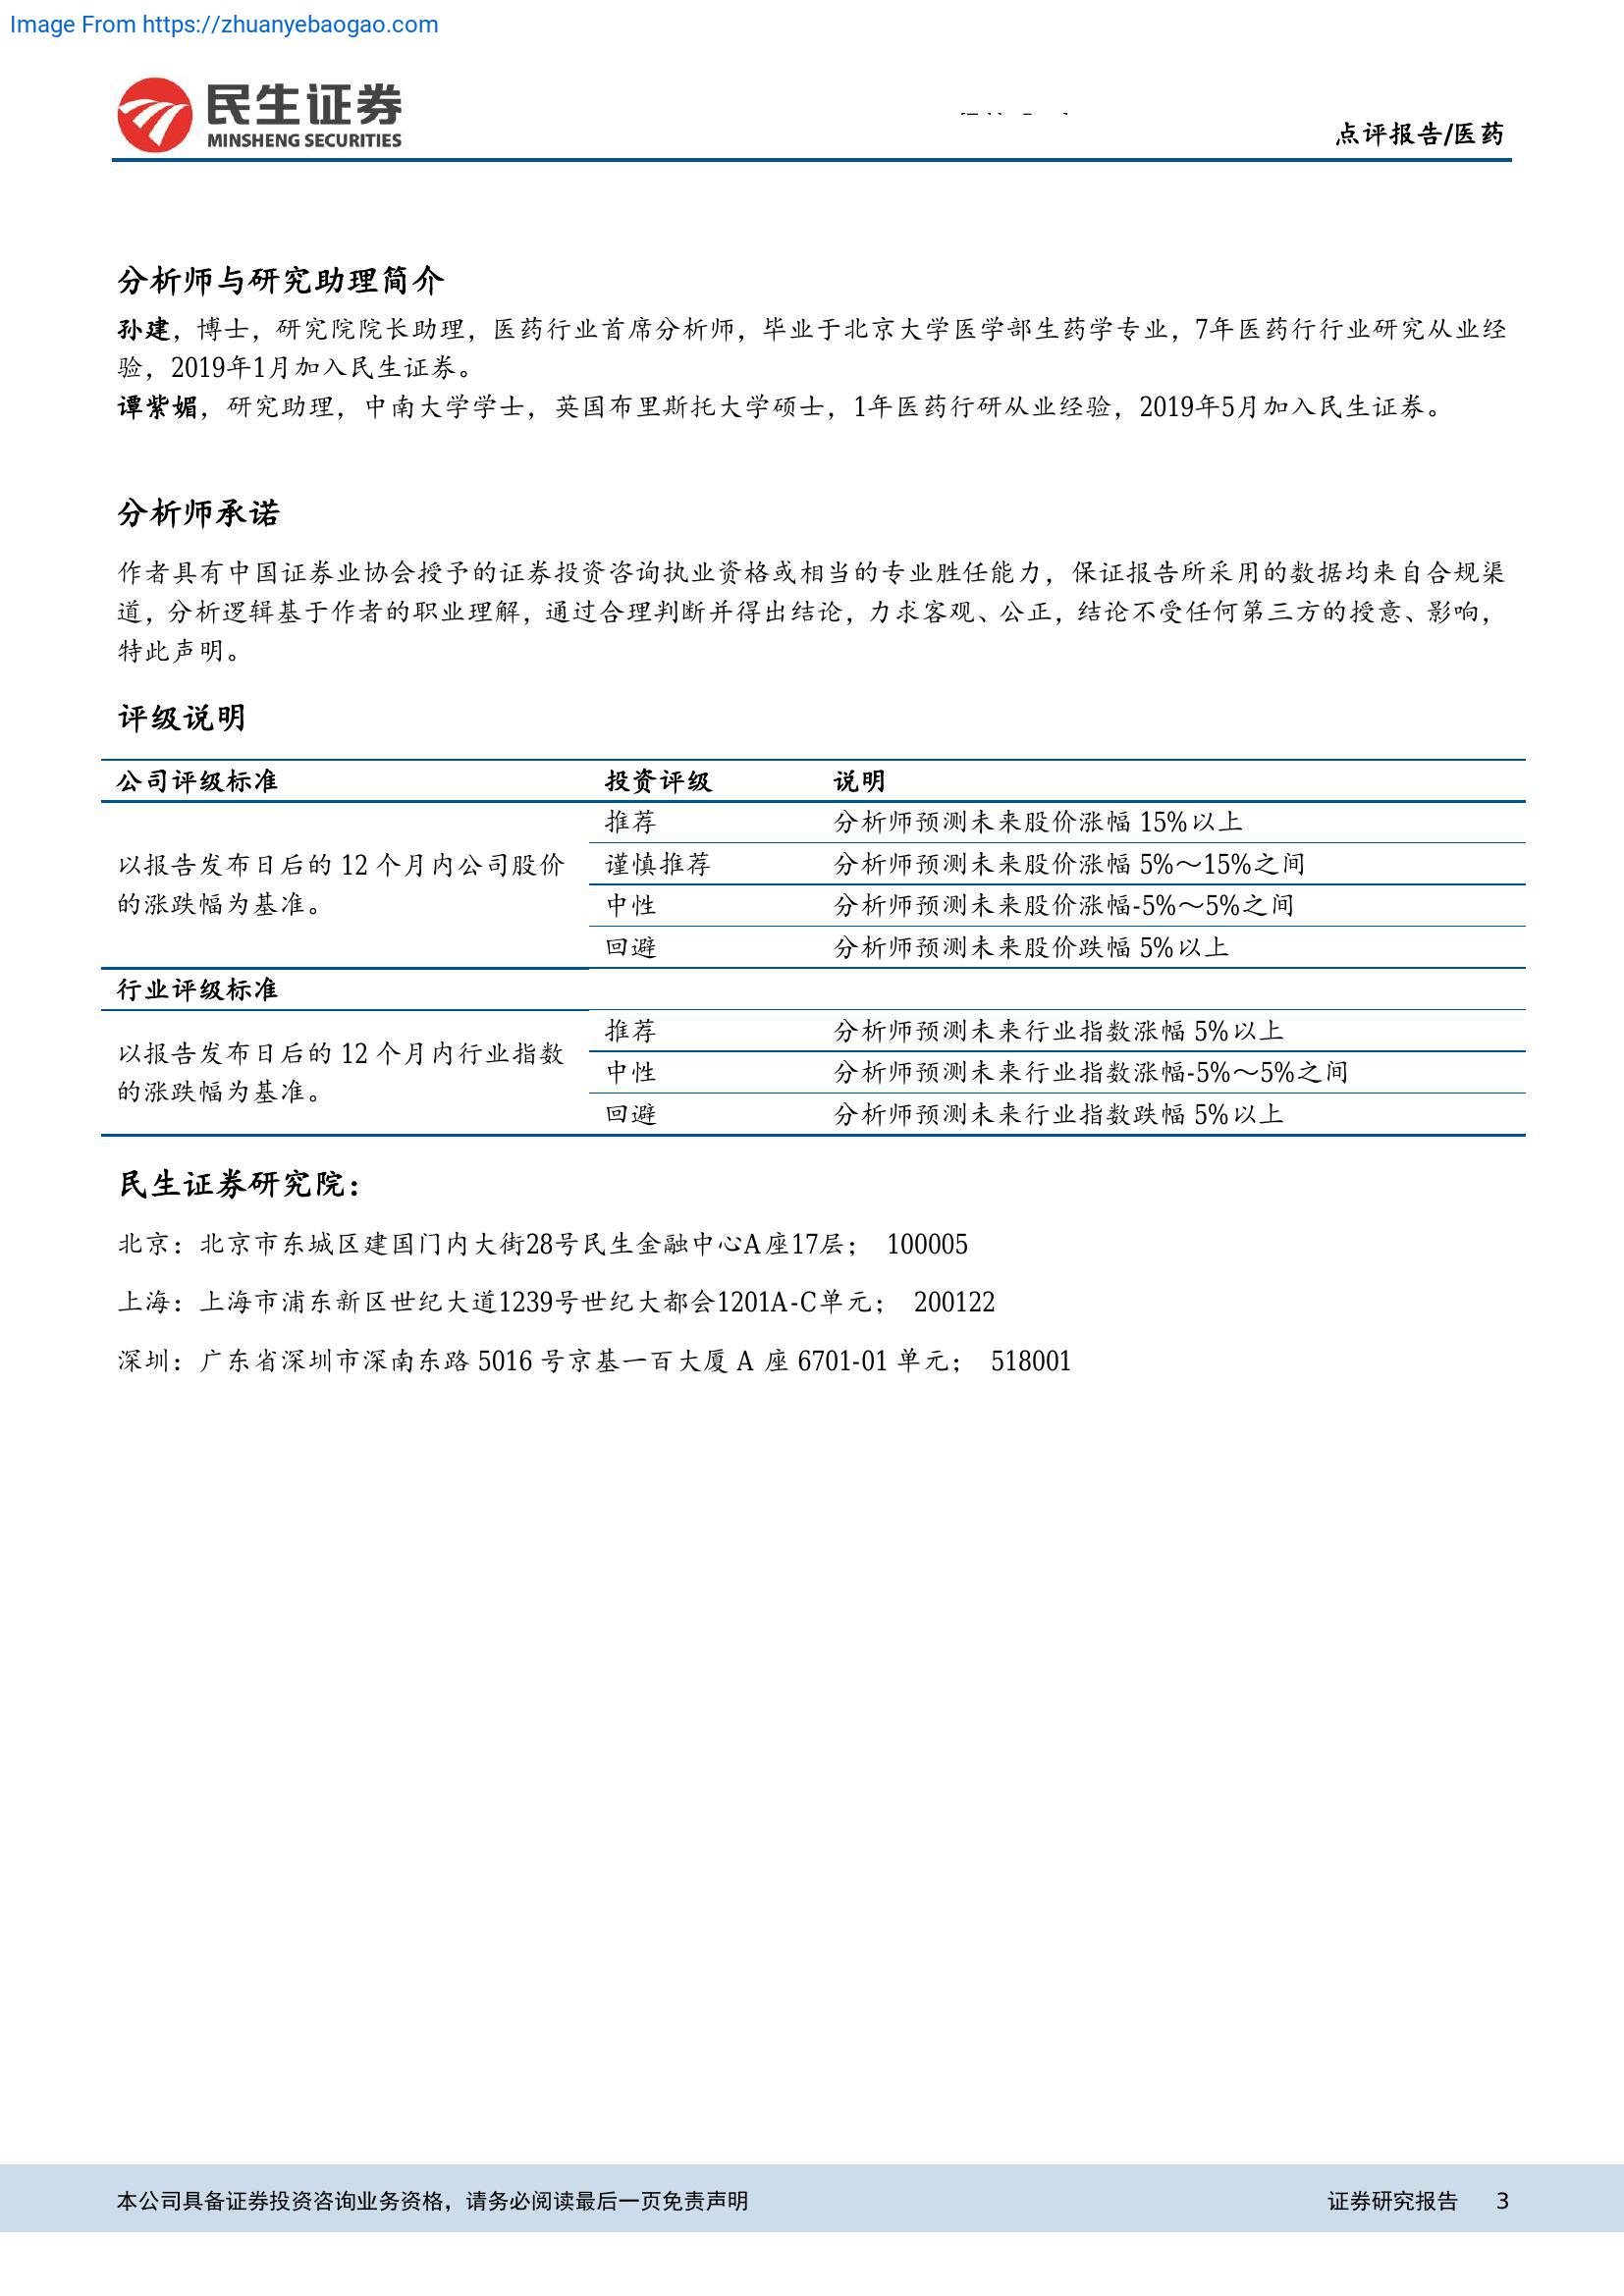 Image From https://zhuanyebaogao.com
民生证券
MINSHENG SECURITIES
点评报告/医药
分析师与研究助理简介
孙建，博士，研究院院长助理，医药行业首席分析师，毕业于北京大学医学部生药学专业，7年医药行行业研究从业经
验，2019年1月加入民生证券。
谭紫媚，研究助理，中南大学学士，英国布里斯托大学硕士，1年医药行研从业经验，2019年5月加入民生证券。
分析师承诺
作者具有中国证券业协会授予的证券投资咨询执业资格或相当的专业胜任能力，保证报告所采用的数据均来自合规渠
道，分析逻辑基于作者的职业理解，通过合理判断并得出结论，力求客观、公正，结论不受任何第三方的授意、影响，
特此声明。
评级说明
公司评级标准 投资评级 说明
以报告发布日后的 12 个月内公司股价
的涨跌幅为基准。
推荐 分析师预测未来股价涨幅 15%以上
谨慎推荐 分析师预测未来股价涨幅 5%～15%之间
中性 分析师预测未来股价涨幅-5%～5%之间
回避 分析师预测未来股价跌幅 5%以上
行业评级标准
以报告发布日后的 12 个月内行业指数
的涨跌幅为基准。
推荐 分析师预测未来行业指数涨幅 5%以上
中性 分析师预测未来行业指数涨幅-5%～5%之间
回避 分析师预测未来行业指数跌幅 5%以上
民生证券研究院：
北京：北京市东城区建国门内大街28号民生金融中心A座17层； 100005
上海：上海市浦东新区世纪大道1239号世纪大都会1201A-C单元； 200122
深圳：广东省深圳市深南东路 5016 号京基一百大厦 A 座 6701-01 单元； 518001
本公司具备证券投资咨询业务资格，请务必阅读最后一页免责声明 证券研究报告 3